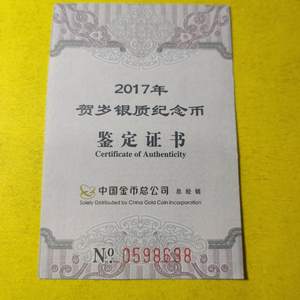 2017年
贺岁银质纪念币
鉴定证书
Certificate of Authenticity
中国金币总公司 总经销
Solely Distributed by China Gold Coin Incorporation
№ 0598698